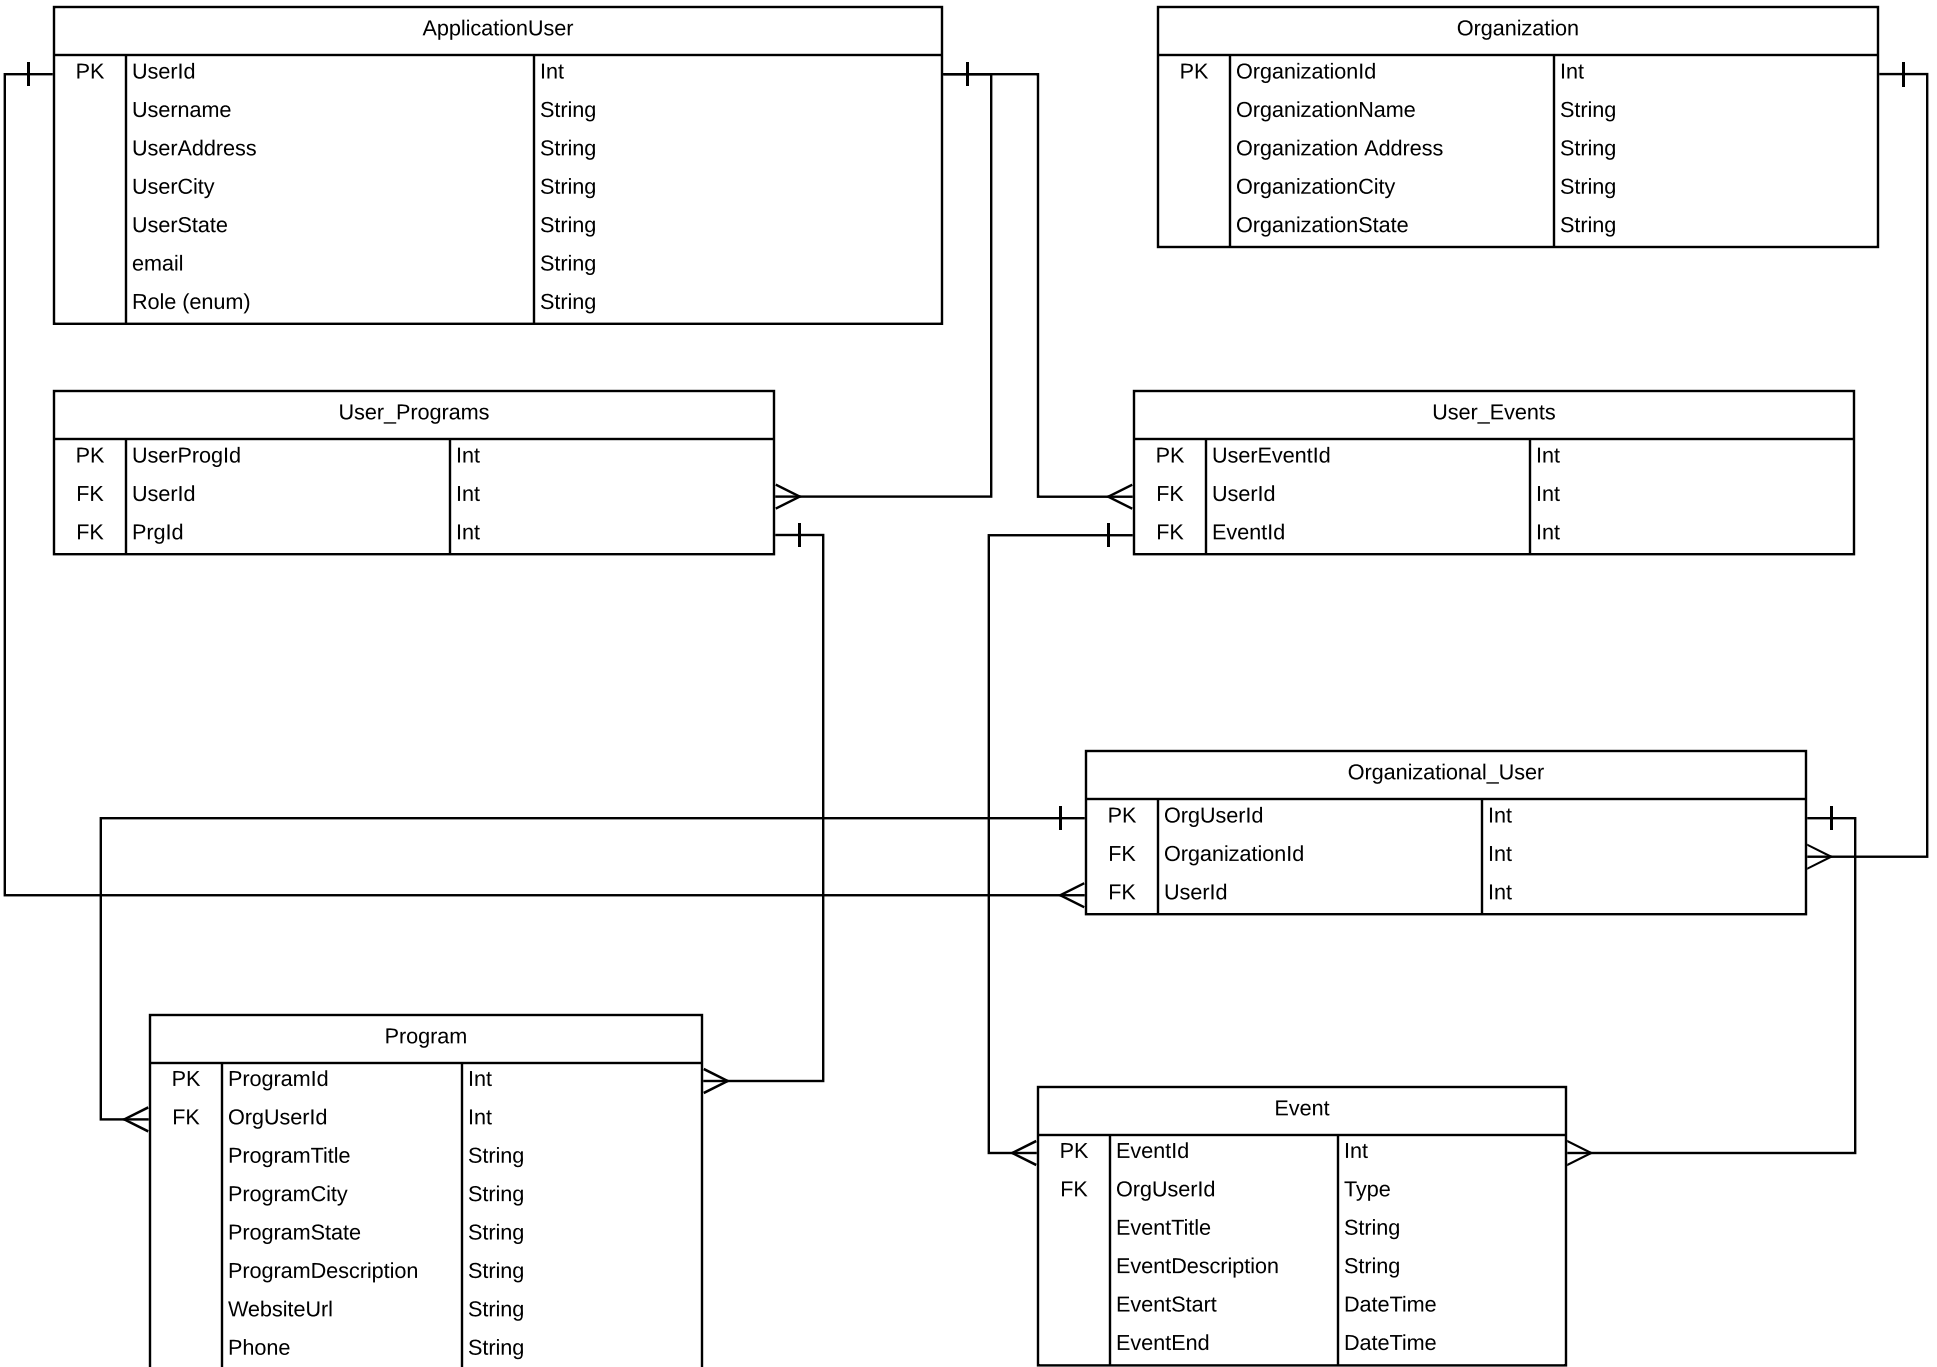 ApplicationUser
PK UserId Int
Username String
UserAddress String
UserCity String
UserState String
email String
Role (enum) String
Organization
PK OrganizationId Int
OrganizationName String
Organization Address String
OrganizationCity String
OrganizationState String
User_Programs
PK UserProgId Int
FK UserId Int
FK PrgId Int
User_Events
PK UserEventId Int
FK UserId Int
FK EventId Int
Organizational_User
PK OrgUserId Int
FK OrganizationId Int
FK UserId Int
Program
PK ProgramId Int
FK OrgUserId Int
ProgramTitle String
ProgramCity String
ProgramState String
ProgramDescription String
WebsiteUrl String
Phone String
Event
PK EventId Int
FK OrgUserId Type
EventTitle String
EventDescription String
EventStart DateTime
EventEnd DateTime